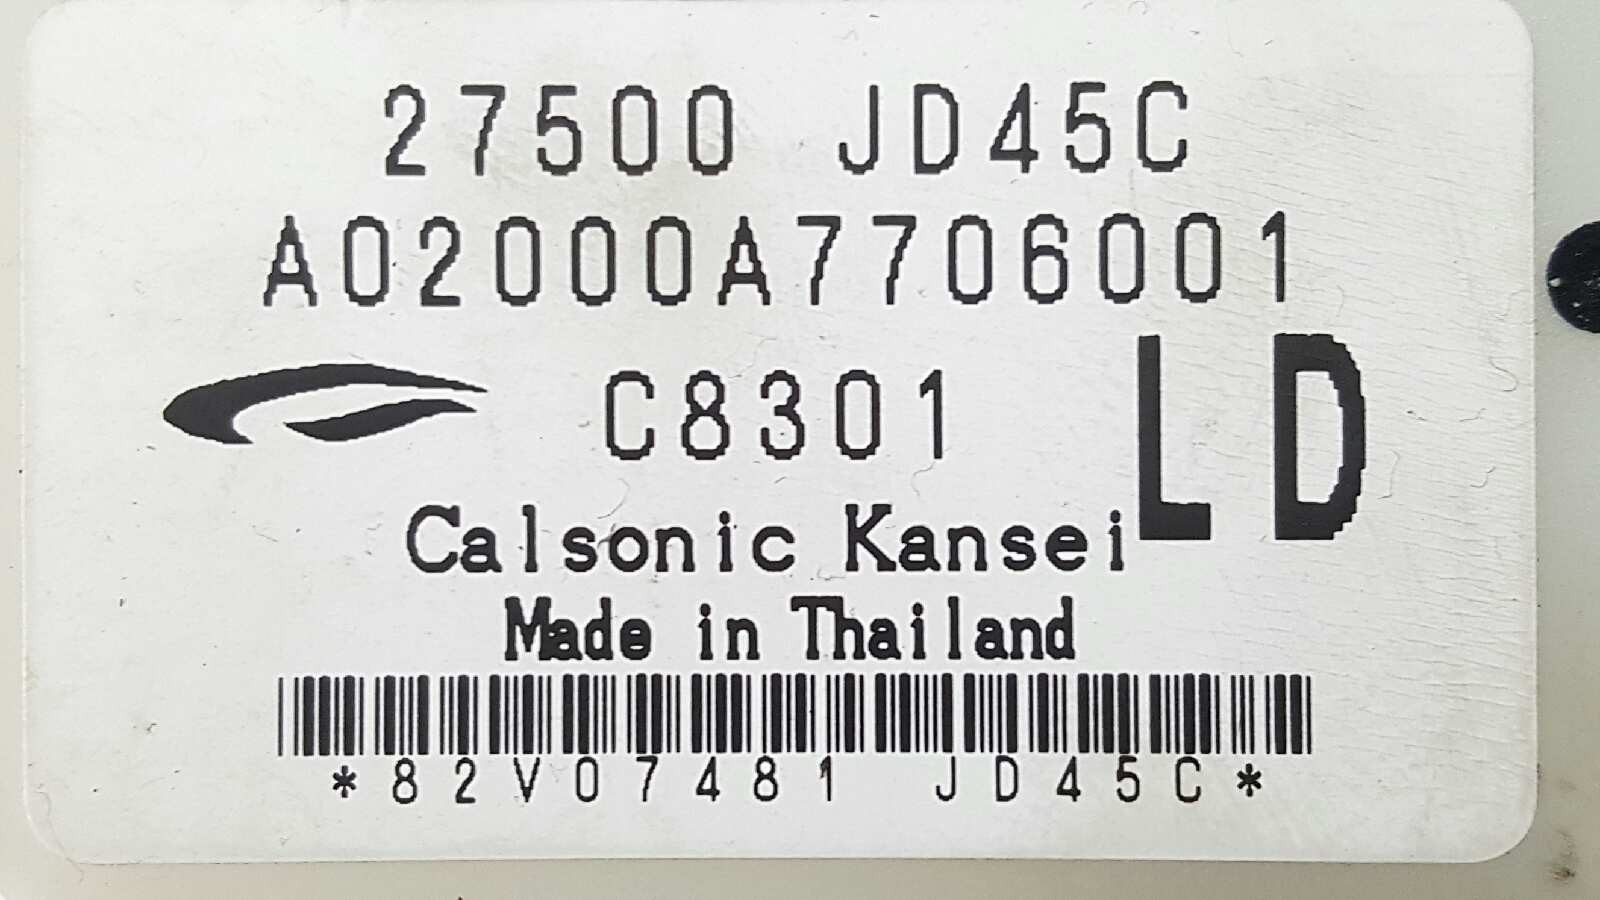 27500 JD45C
A02000A7706001
C8301 LD
Calsonic Kansei
Made in Thailand
*82V07481 JD45C*